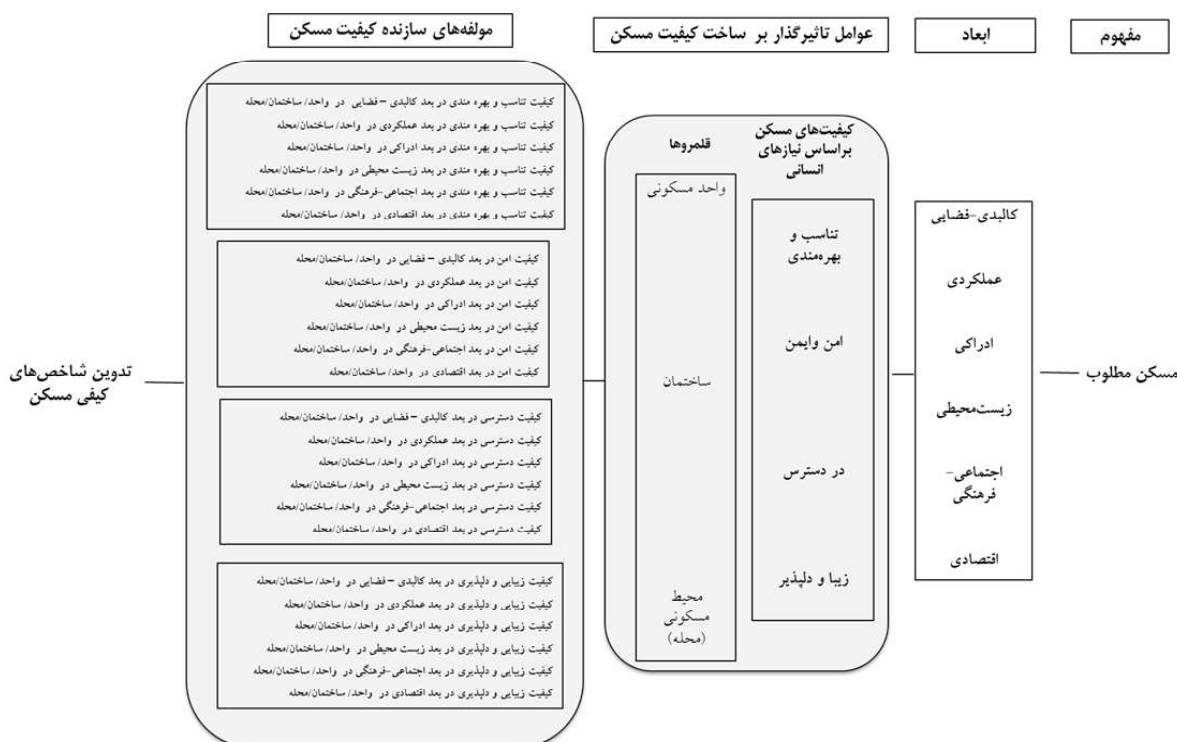 مفهوم
ابعاد
عوامل تاثیرگذار بر ساخت کیفیت مسکن
مولفه‌های سازنده کیفیت مسکن
مسکن مطلوب
کالبدی-فضایی
عملکردی
ادراکی
زیست‌محیطی
اجتماعی-
فرهنگی
اقتصادی
کیفیت‌های مسکن
براساس نیازهای
انسانی
تناسب و
بهره‌مندی
امن وایمن
در دسترس
زیبا و دلپذیر
قلمروها
واحد مسکونی
ساختمان
محیط
مسکونی
(محله)
کیفیت تناسب و بهره مندی در بعد کالبدی – فضایی در واحد/ ساختمان/محله
کیفیت تناسب و بهره مندی در بعد عملکردی در واحد/ ساختمان/محله
کیفیت تناسب و بهره مندی در بعد ادراکی در واحد/ ساختمان/محله
کیفیت تناسب و بهره مندی در بعد زیست محیطی در واحد/ ساختمان/محله
کیفیت تناسب و بهره مندی در بعد اجتماعی-فرهنگی در واحد/ ساختمان/محله
کیفیت تناسب و بهره مندی در بعد اقتصادی در واحد/ ساختمان/محله
کیفیت امن در بعد کالبدی – فضایی در واحد/ ساختمان/محله
کیفیت امن در بعد عملکردی در واحد/ ساختمان/محله
کیفیت امن در بعد ادراکی در واحد/ ساختمان/محله
کیفیت امن در بعد زیست محیطی در واحد/ ساختمان/محله
کیفیت امن در بعد اجتماعی-فرهنگی در واحد/ ساختمان/محله
کیفیت امن در بعد اقتصادی در واحد/ ساختمان/محله
کیفیت دسترسی در بعد کالبدی – فضایی در واحد/ ساختمان/محله
کیفیت دسترسی در بعد عملکردی در واحد/ ساختمان/محله
کیفیت دسترسی در بعد ادراکی در واحد/ ساختمان/محله
کیفیت دسترسی در بعد زیست محیطی در واحد/ ساختمان/محله
کیفیت دسترسی در بعد اجتماعی-فرهنگی در واحد/ ساختمان/محله
کیفیت دسترسی در بعد اقتصادی در واحد/ ساختمان/محله
کیفیت زیبایی و دلپذیری در بعد کالبدی – فضایی در واحد/ ساختمان/محله
کیفیت زیبایی و دلپذیری در بعد عملکردی در واحد/ ساختمان/محله
کیفیت زیبایی و دلپذیری در بعد ادراکی در واحد/ ساختمان/محله
کیفیت زیبایی و دلپذیری در بعد زیست محیطی در واحد/ ساختمان/محله
کیفیت زیبایی و دلپذیری در بعد اجتماعی-فرهنگی در واحد/ ساختمان/محله
کیفیت زیبایی و دلپذیری در بعد اقتصادی در واحد/ ساختمان/محله
تدوین شاخص‌های
کیفی مسکن